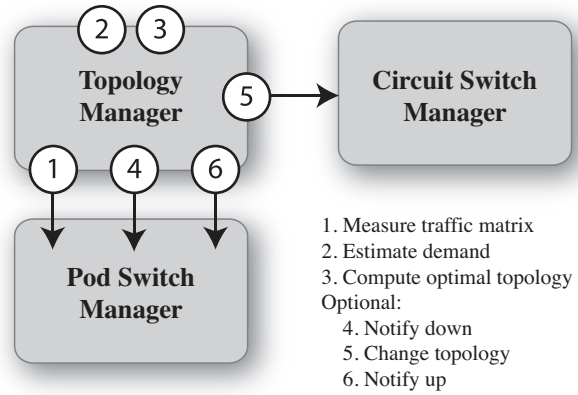 2 3
Topology
Manager
5
Circuit Switch
Manager
1 4 6
Pod Switch
Manager
1. Measure traffic matrix
2. Estimate demand
3. Compute optimal topology
Optional:
4. Notify down
5. Change topology
6. Notify up